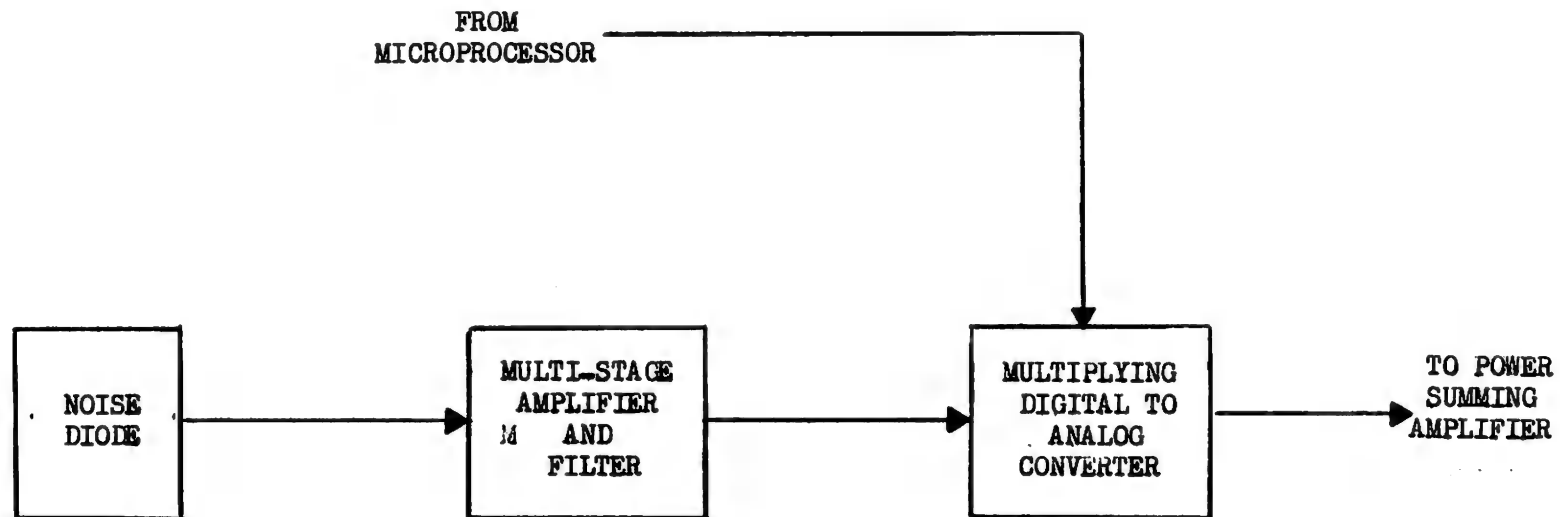 FROM
MICROPROCESSOR
NOISE
DIODE
MULTI-STAGE
AMPLIFIER
AND
FILTER
MULTIPLYING
DIGITAL TO
ANALOG
CONVERTER
TO POWER
SUMMING
AMPLIFIER